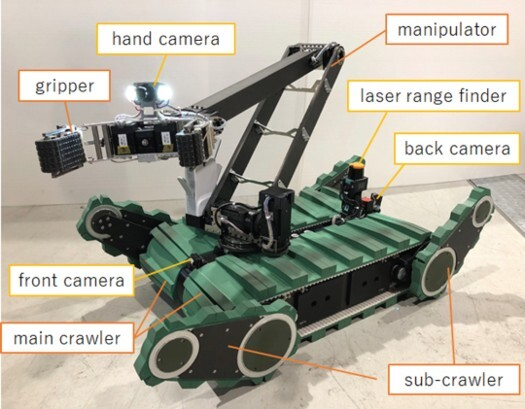 hand camera
manipulator
gripper
laser range finder
back camera
front camera
main crawler
sub-crawler